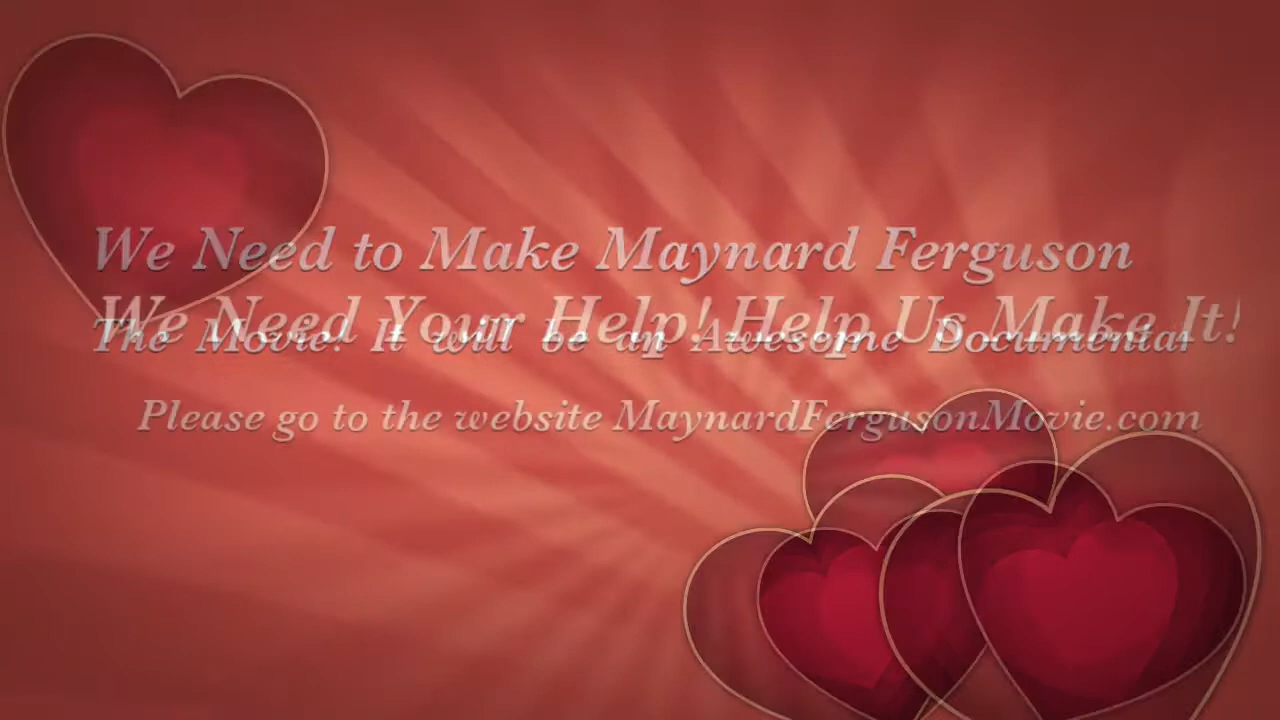 We Need to Make Maynard Ferguson
We Need Your Help! Help Us Make It!
The Movie! It will be an Awesome Documental
Please go to the website MaynardFergusonMovie.com